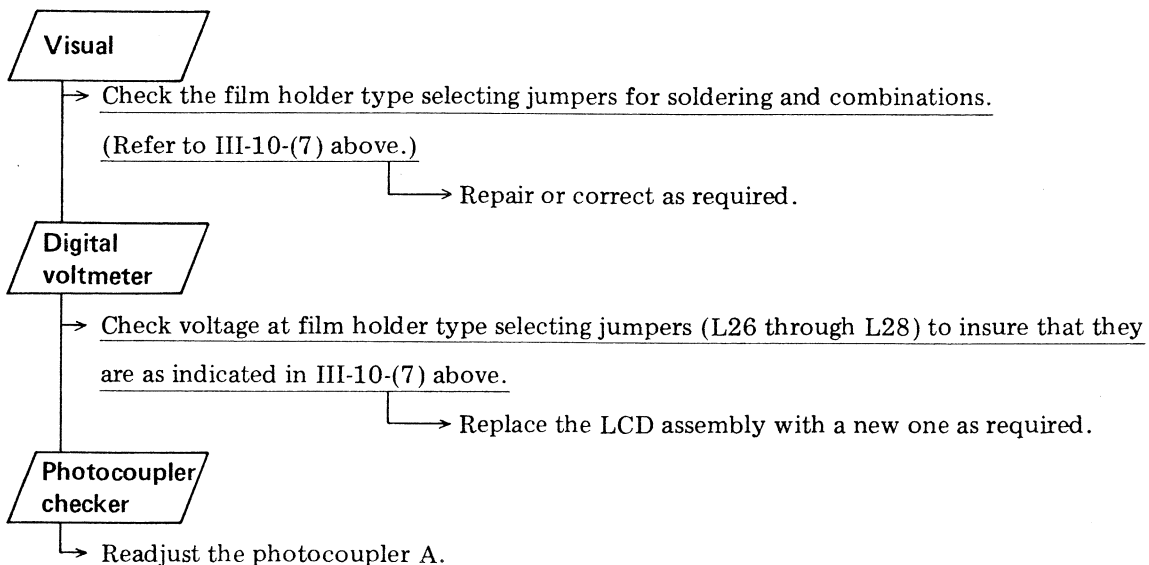 Visual
Check the film holder type selecting jumpers for soldering and combinations.
(Refer to III-10-(7) above.)
Repair or correct as required.
Digital
voltmeter
Check voltage at film holder type selecting jumpers (L26 through L28) to insure that they
are as indicated in III-10-(7) above.
Replace the LCD assembly with a new one as required.
Photocoupler
checker
Readjust the photocoupler A.